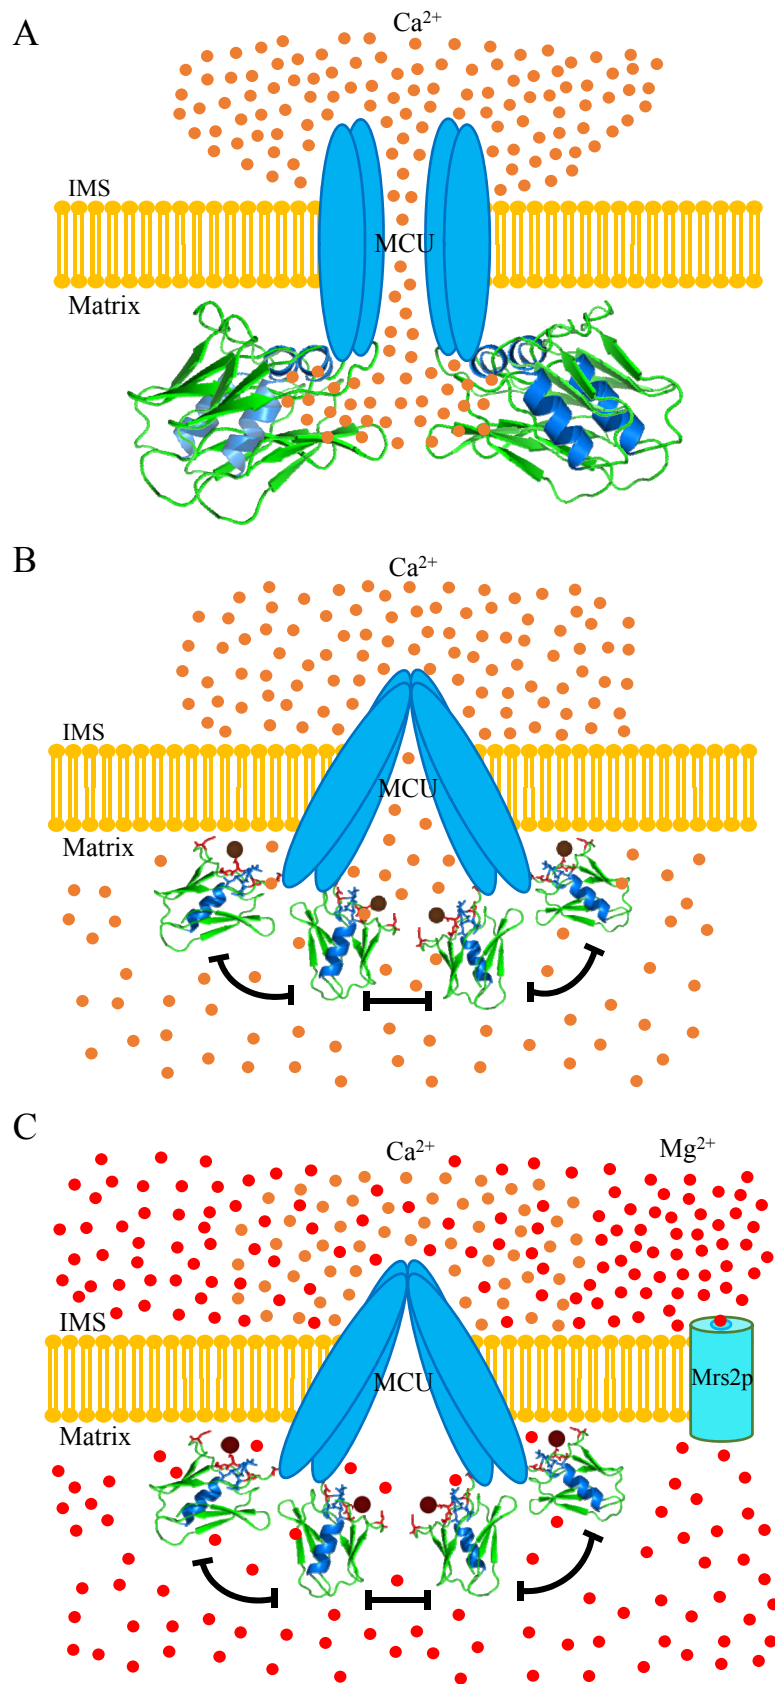 A
Ca²⁺
IMS
MCU
Matrix
B
Ca²⁺
IMS
MCU
Matrix
C
Ca²⁺ Mg²⁺
IMS
MCU Mrs2p
Matrix